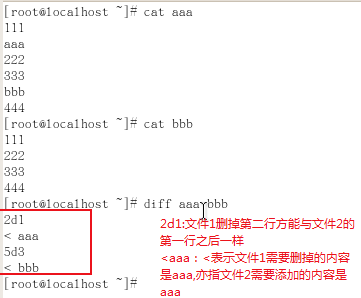 [root@localhost ~]# cat aaa
111
aaa
222
333
bbb
444
[root@localhost ~]# cat bbb
111
222
333
444
[root@localhost ~]# diff aaa bbb
2d1
< aaa
5d3
< bbb
[root@localhost ~]#
2d1:文件1删掉第二行方能与文件2的
第一行之后一样
<aaa：<表示文件1需要删掉的内容
是aaa,亦指文件2需要添加的内容是
aaa